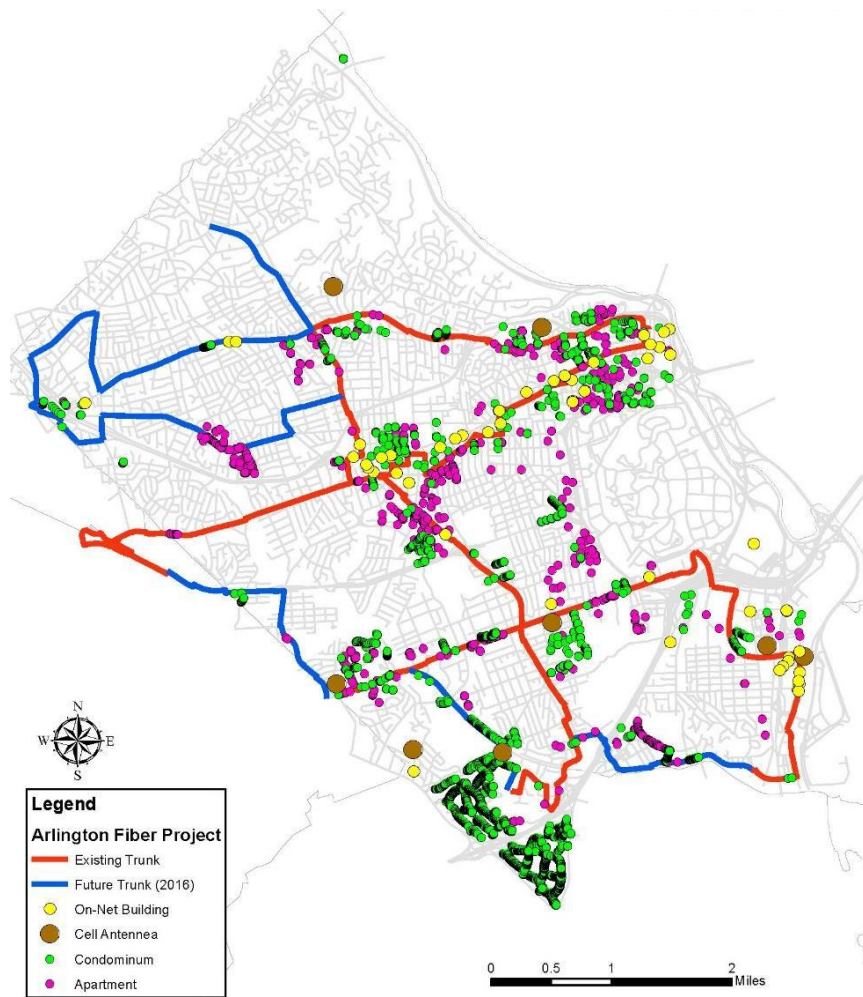 N
W E
S
Legend
Arlington Fiber Project
Existing Trunk
Future Trunk (2016)
On-Net Building
Cell Antennea
Condominum
Apartment
0 0.5 1 2
Miles